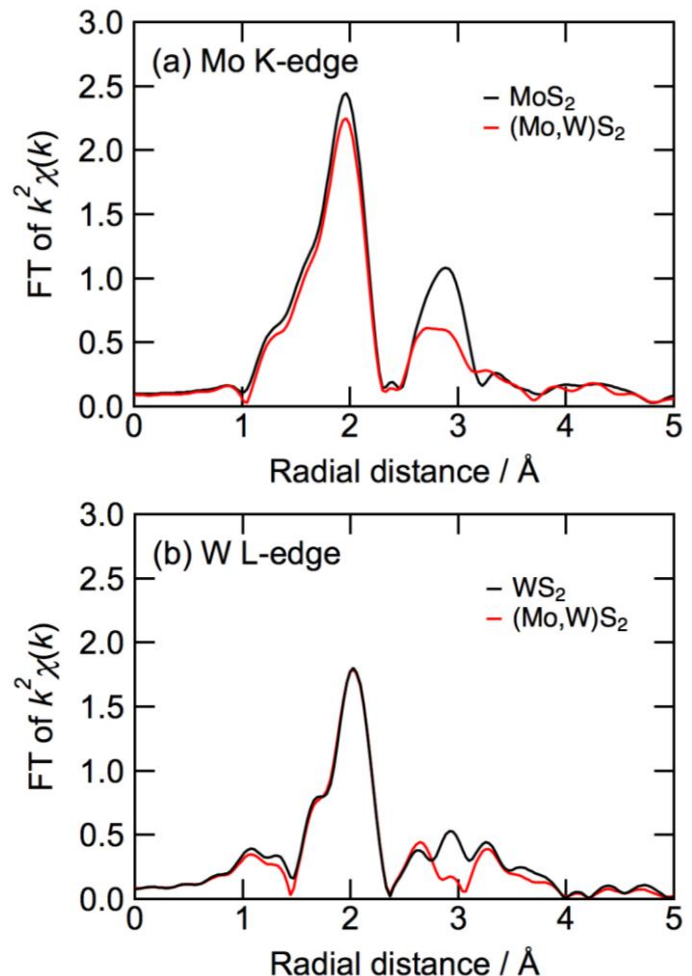 3.0
(a) Mo K-edge
2.5
MoS₂
(Mo,W)S₂
2.0
FT of k² χ(k)
1.5
1.0
0.5
0.0
0 1 2 3 4 5
Radial distance / Å
3.0
(b) W L-edge
2.5
WS₂
(Mo,W)S₂
2.0
FT of k² χ(k)
1.5
1.0
0.5
0.0
0 1 2 3 4 5
Radial distance / Å